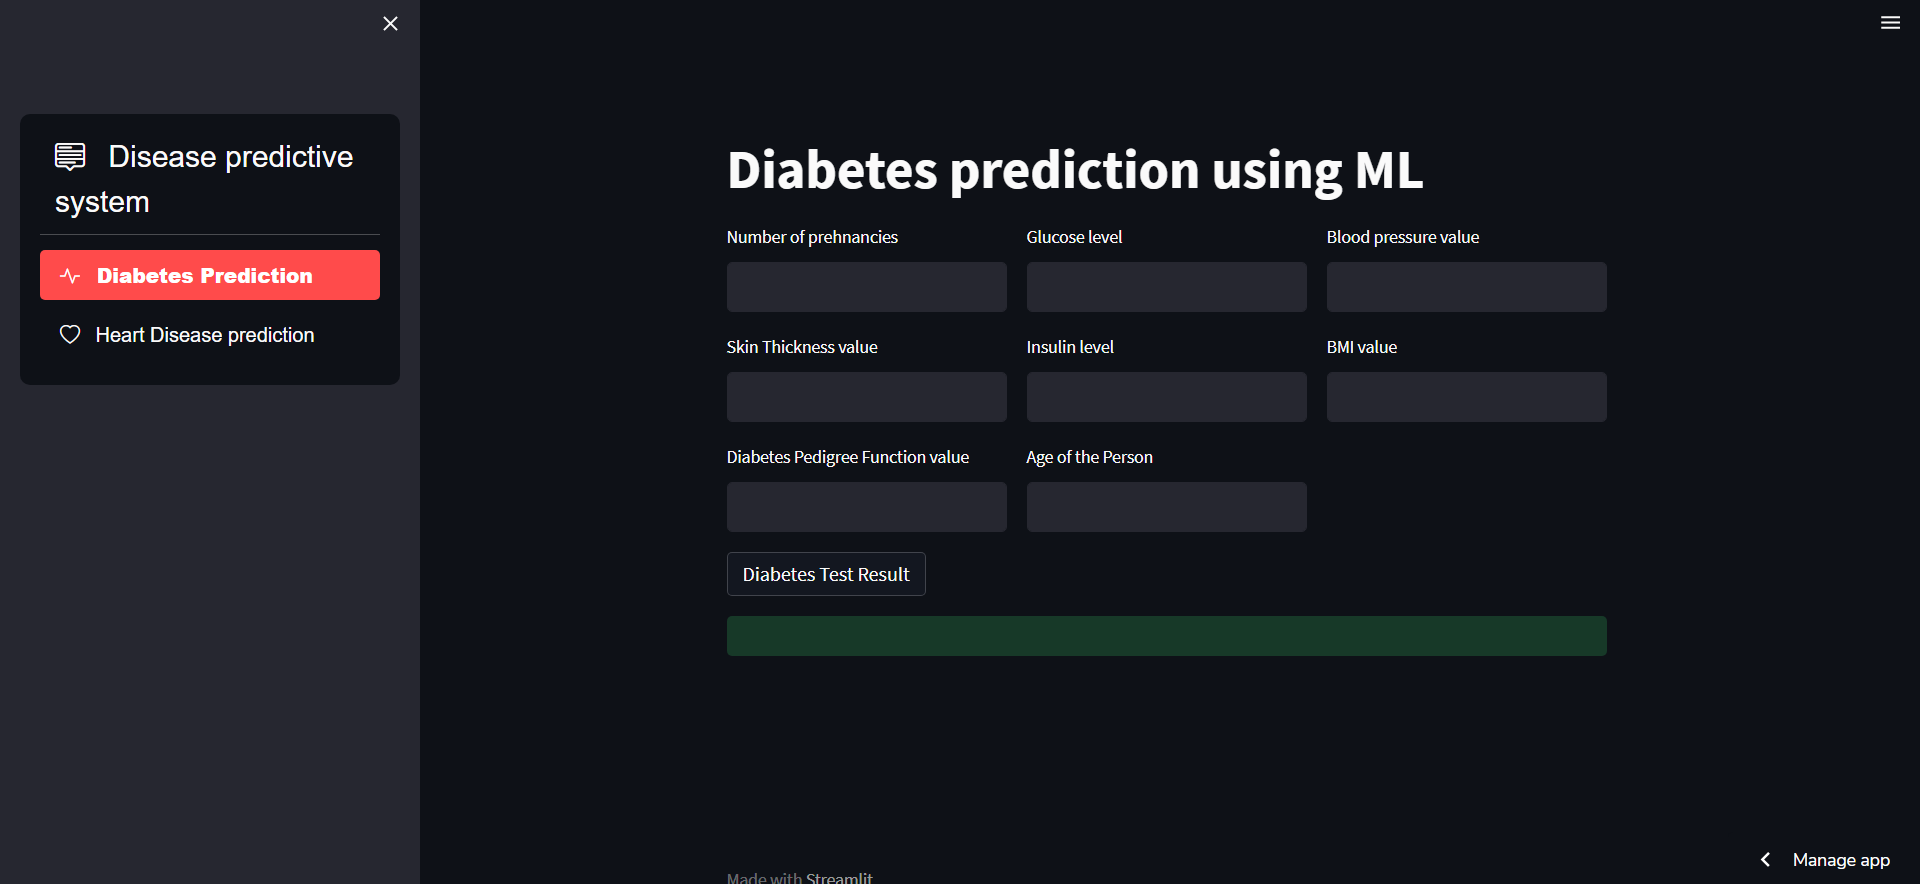 Disease predictive
system
Diabetes Prediction
Heart Disease prediction
Diabetes prediction using ML
Number of prehnancies
Glucose level
Blood pressure value
Skin Thickness value
Insulin level
BMI value
Diabetes Pedigree Function value
Age of the Person
Diabetes Test Result
Made with Streamlit
Manage app